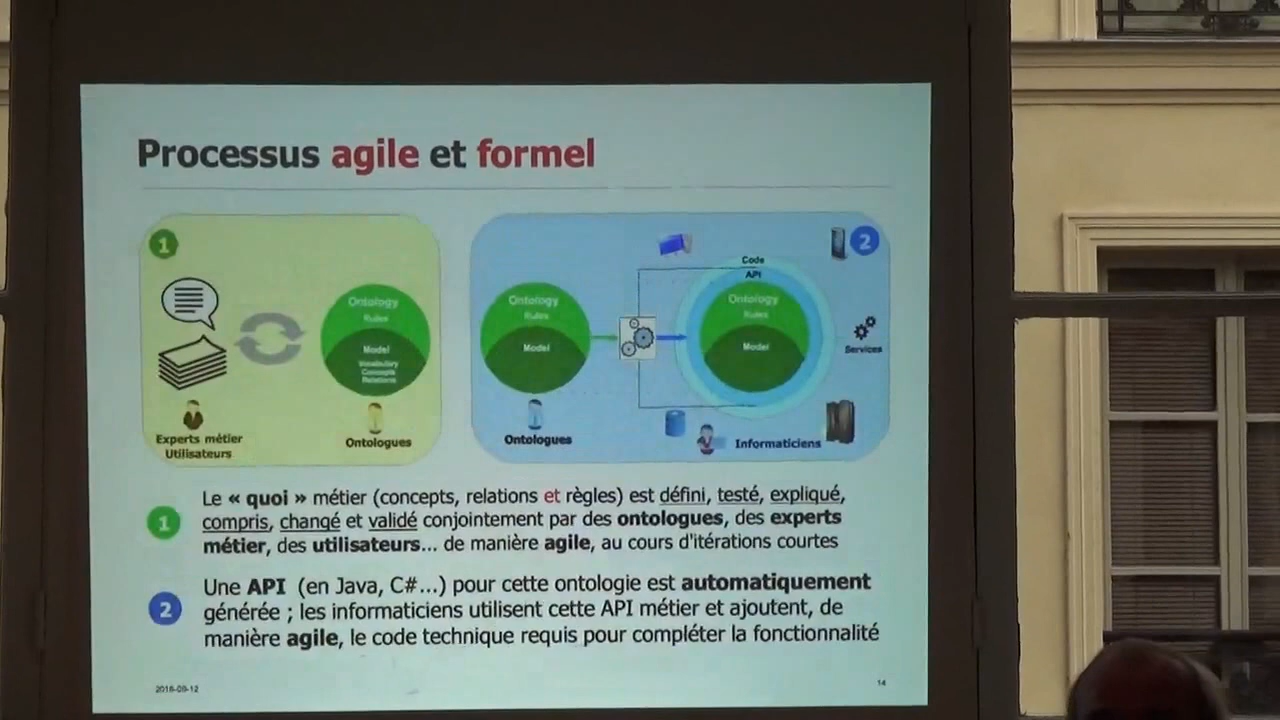 Processus agile et formel
1
Ontology
Rules
Model
Vocabulary
Concepts
Relations
Experts métier
Utilisateurs
Ontologues
2
Ontology
Rules
Model
Ontologues
Code
API
Ontology
Rules
Model
Services
Informaticiens
1
Le « quoi » métier (concepts, relations et règles) est défini, testé, expliqué,
compris, changé et validé conjointement par des ontologues, des experts
métier, des utilisateurs... de manière agile, au cours d'itérations courtes
2
Une API (en Java, C#...) pour cette ontologie est automatiquement
générée ; les informaticiens utilisent cette API métier et ajoutent, de
manière agile, le code technique requis pour compléter la fonctionnalité
2016-09-12
14